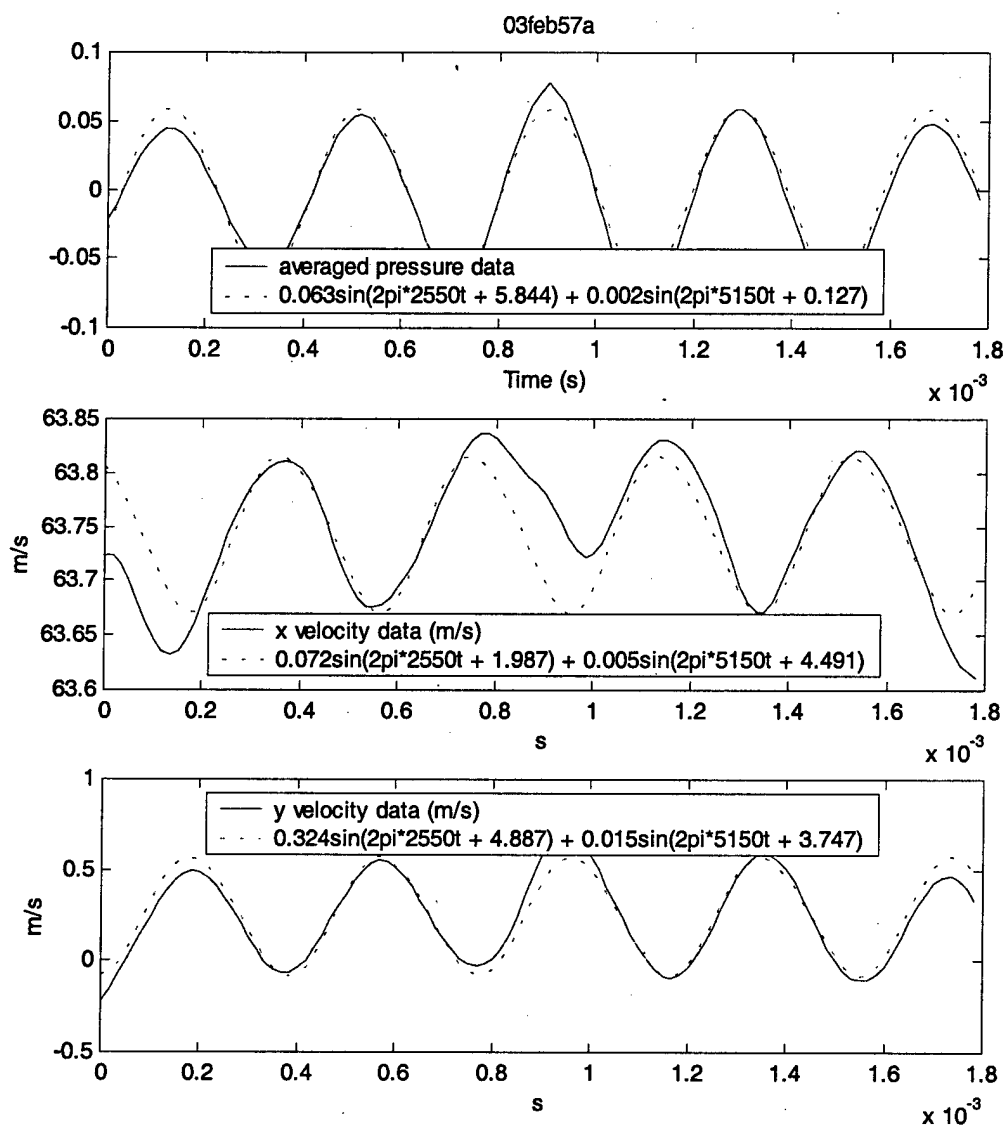 03feb57a
0.1
0.05
0
-0.05
-0.1
averaged pressure data
0.063sin(2pi*2550t + 5.844) + 0.002sin(2pi*5150t + 0.127)
0 0.2 0.4 0.6 0.8 1 1.2 1.4 1.6 1.8
Time (s)
x 10-3
63.85
63.8
63.75
63.7
63.65
63.6
m/s
x velocity data (m/s)
0.072sin(2pi*2550t + 1.987) + 0.005sin(2pi*5150t + 4.491)
0 0.2 0.4 0.6 0.8 1 1.2 1.4 1.6 1.8
s
x 10-3
1
0.5
0
-0.5
m/s
y velocity data (m/s)
0.324sin(2pi*2550t + 4.887) + 0.015sin(2pi*5150t + 3.747)
0 0.2 0.4 0.6 0.8 1 1.2 1.4 1.6 1.8
s
x 10-3